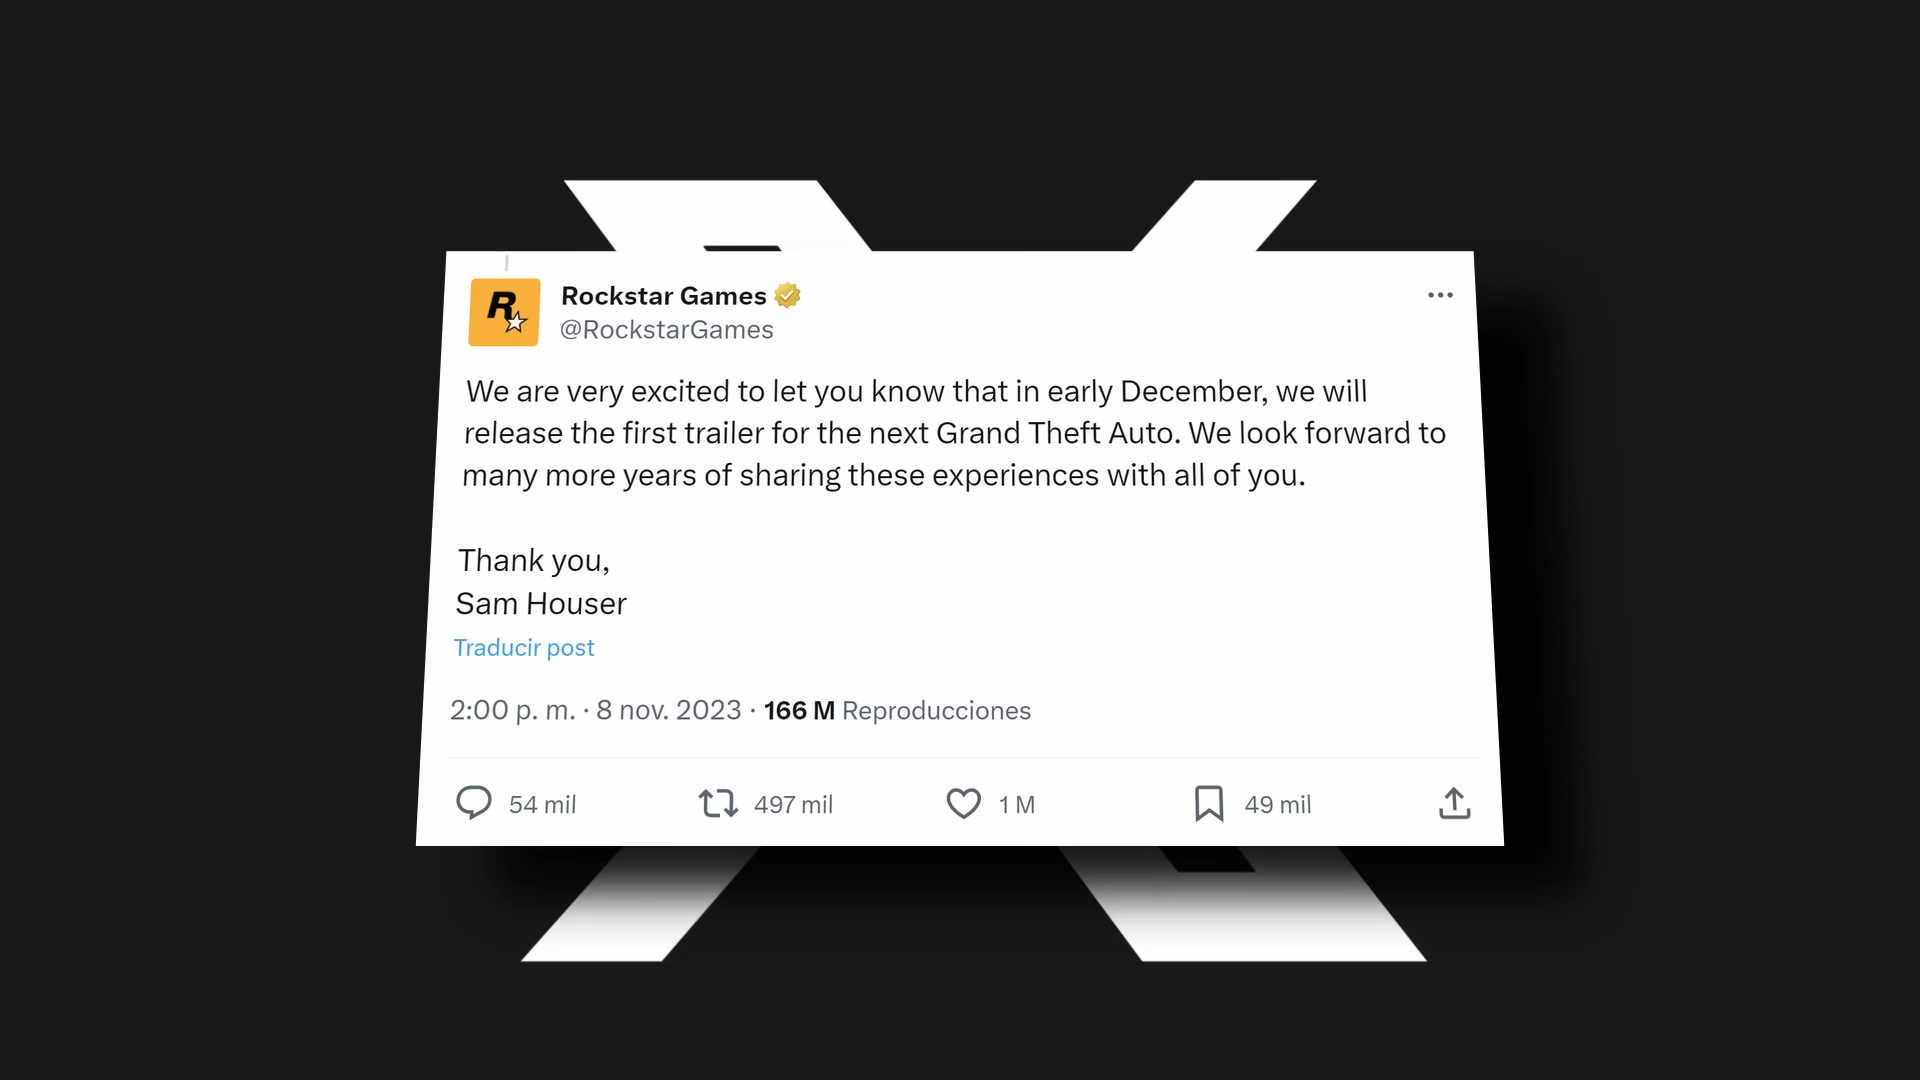 R
Rockstar Games
@RockstarGames
We are very excited to let you know that in early December, we will
release the first trailer for the next Grand Theft Auto. We look forward to
many more years of sharing these experiences with all of you.
Thank you,
Sam Houser
Traducir post
2:00 p. m. · 8 nov. 2023 · 166 M Reproducciones
54 mil 497 mil 1 M 49 mil